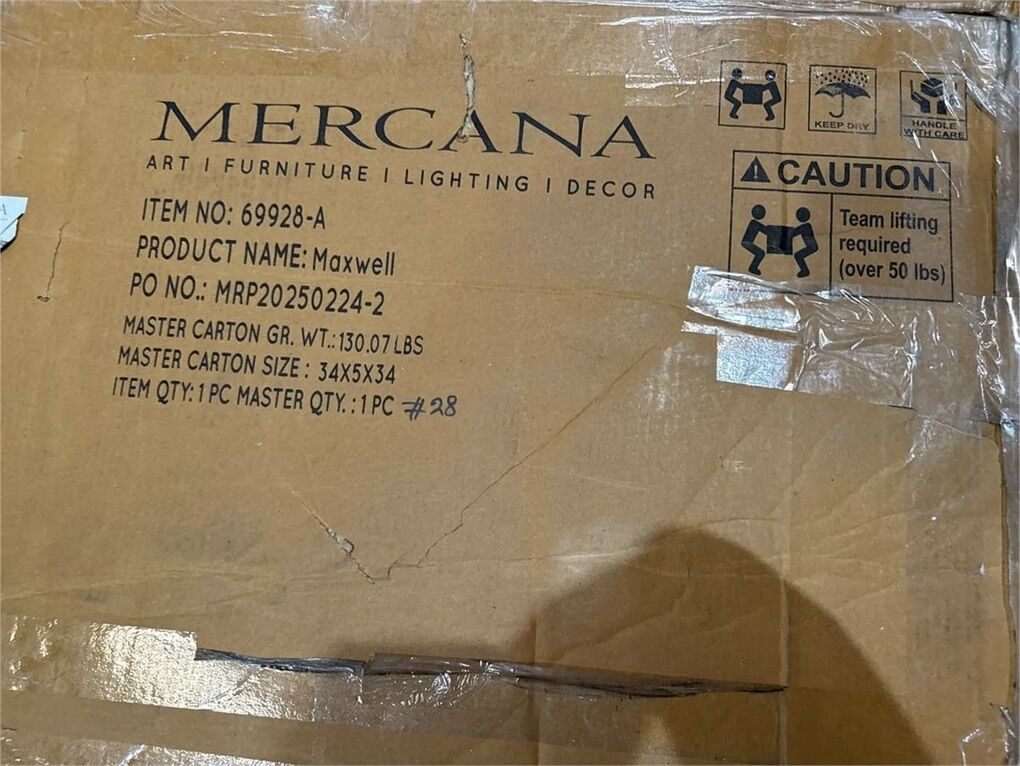 MERCANA
ART | FURNITURE | LIGHTING | DECOR
ITEM NO: 69928-A
PRODUCT NAME: Maxwell
PO NO.: MRP20250224-2
MASTER CARTON GR. WT.:130.07 LBS
MASTER CARTON SIZE : 34X5X34
ITEM QTY: 1 PC MASTER QTY. : 1 PC #28
KEEP DRY
HANDLE
WITH CARE
CAUTION
Team lifting
required
(over 50 lbs)